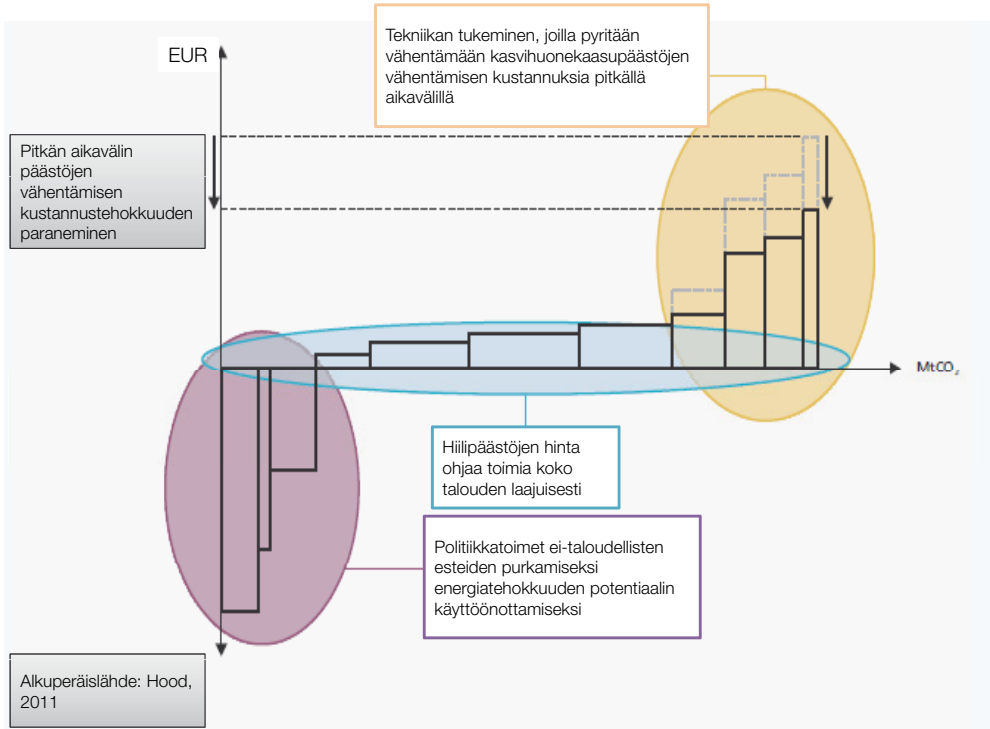 Tekniikan tukeminen, joilla pyritään
vähentämään kasvihuonekaasupäästöjen
vähentämisen kustannuksia pitkällä
aikavälillä
EUR
Pitkän aikavälin
päästöjen
vähentämisen
kustannustehokkuuden
paraneminen
MtCO₂
Hiilipäästöjen hinta
ohjaa toimia koko
talouden laajuisesti
Politiikkatoimet ei-taloudellisten
esteiden purkamiseksi
energiatehokkuuden potentiaalin
käyttöönottamiseksi
Alkuperäislähde: Hood,
2011